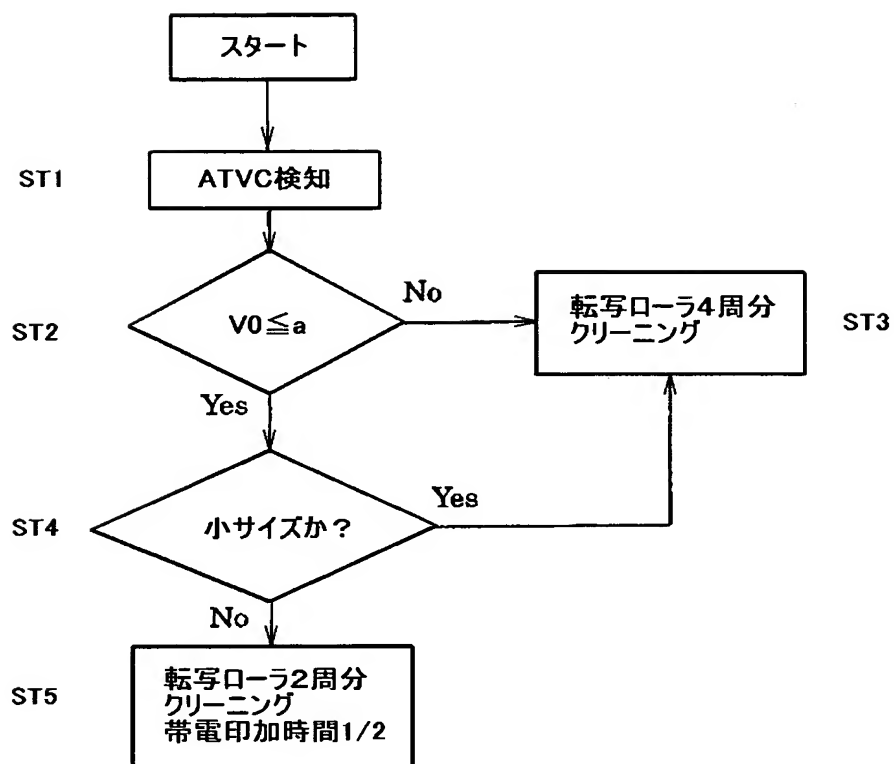 スタート
ST1
ATVC検知
ST2
V0≦a
No
転写ローラ4周分
クリーニング
ST3
Yes
ST4
小サイズか?
Yes
No
ST5
転写ローラ2周分
クリーニング
帯電印加時間1/2